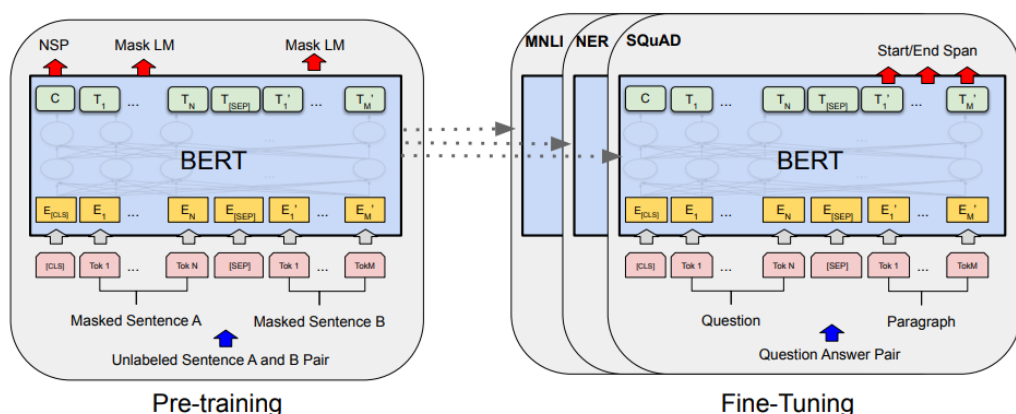 NSP Mask LM Mask LM
C T1 ... TN T[SEP] T1' ... TM'
BERT
E[CLS] E1 ... EN E[SEP] E1' ... EM'
[CLS] Tok 1 ... Tok N [SEP] Tok 1 ... TokM
Masked Sentence A Masked Sentence B
Unlabeled Sentence A and B Pair
Pre-training
MNLI NER SQuAD
Start/End Span
C T1 ... TN T[SEP] T1' ... TM'
BERT
E[CLS] E1 ... EN E[SEP] E1' ... EM'
[CLS] Tok 1 ... Tok N [SEP] Tok 1 ... TokM
Question Paragraph
Question Answer Pair
Fine-Tuning